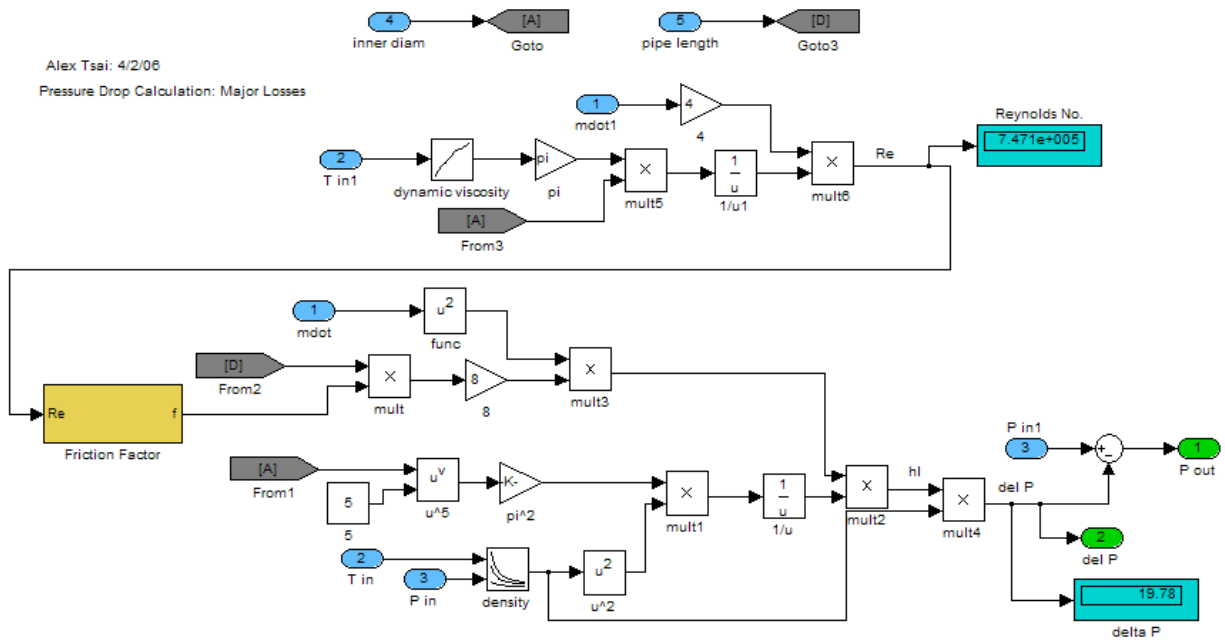 4
inner diam
[A]
Goto
5
pipe length
[D]
Goto3
Alex Tsai: 4/2/06
Pressure Drop Calculation: Major Losses
1
mdot1
4
4
Reynolds No.
7.471e+005
2
T in1
dynamic viscosity
pi
pi
×
mult5
1
u
1/u1
×
mult6
Re
[A]
From3
1
mdot
u²
func
[D]
From2
×
mult
8
8
×
mult3
Re
f
Friction Factor
[A]
From1
5
5
uᵛ
u^5
-K-
pi^2
×
mult1
1
u
1/u
×
mult2
hl
×
mult4
del P
P in1
3
+
−
1
P out
2
del P
2
T in
3
P in
density
u²
u^2
19.78
delta P